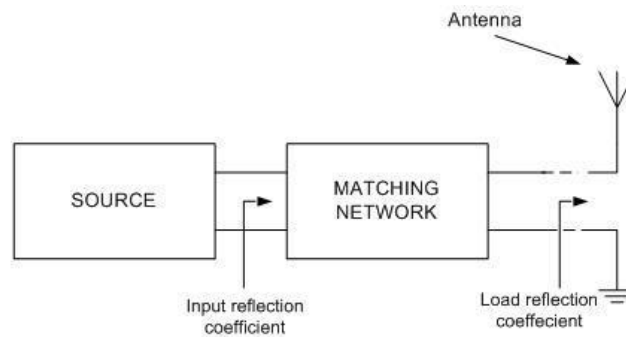 Antenna
SOURCE
MATCHING
NETWORK
Input reflection
coefficient
Load reflection
coeffecient